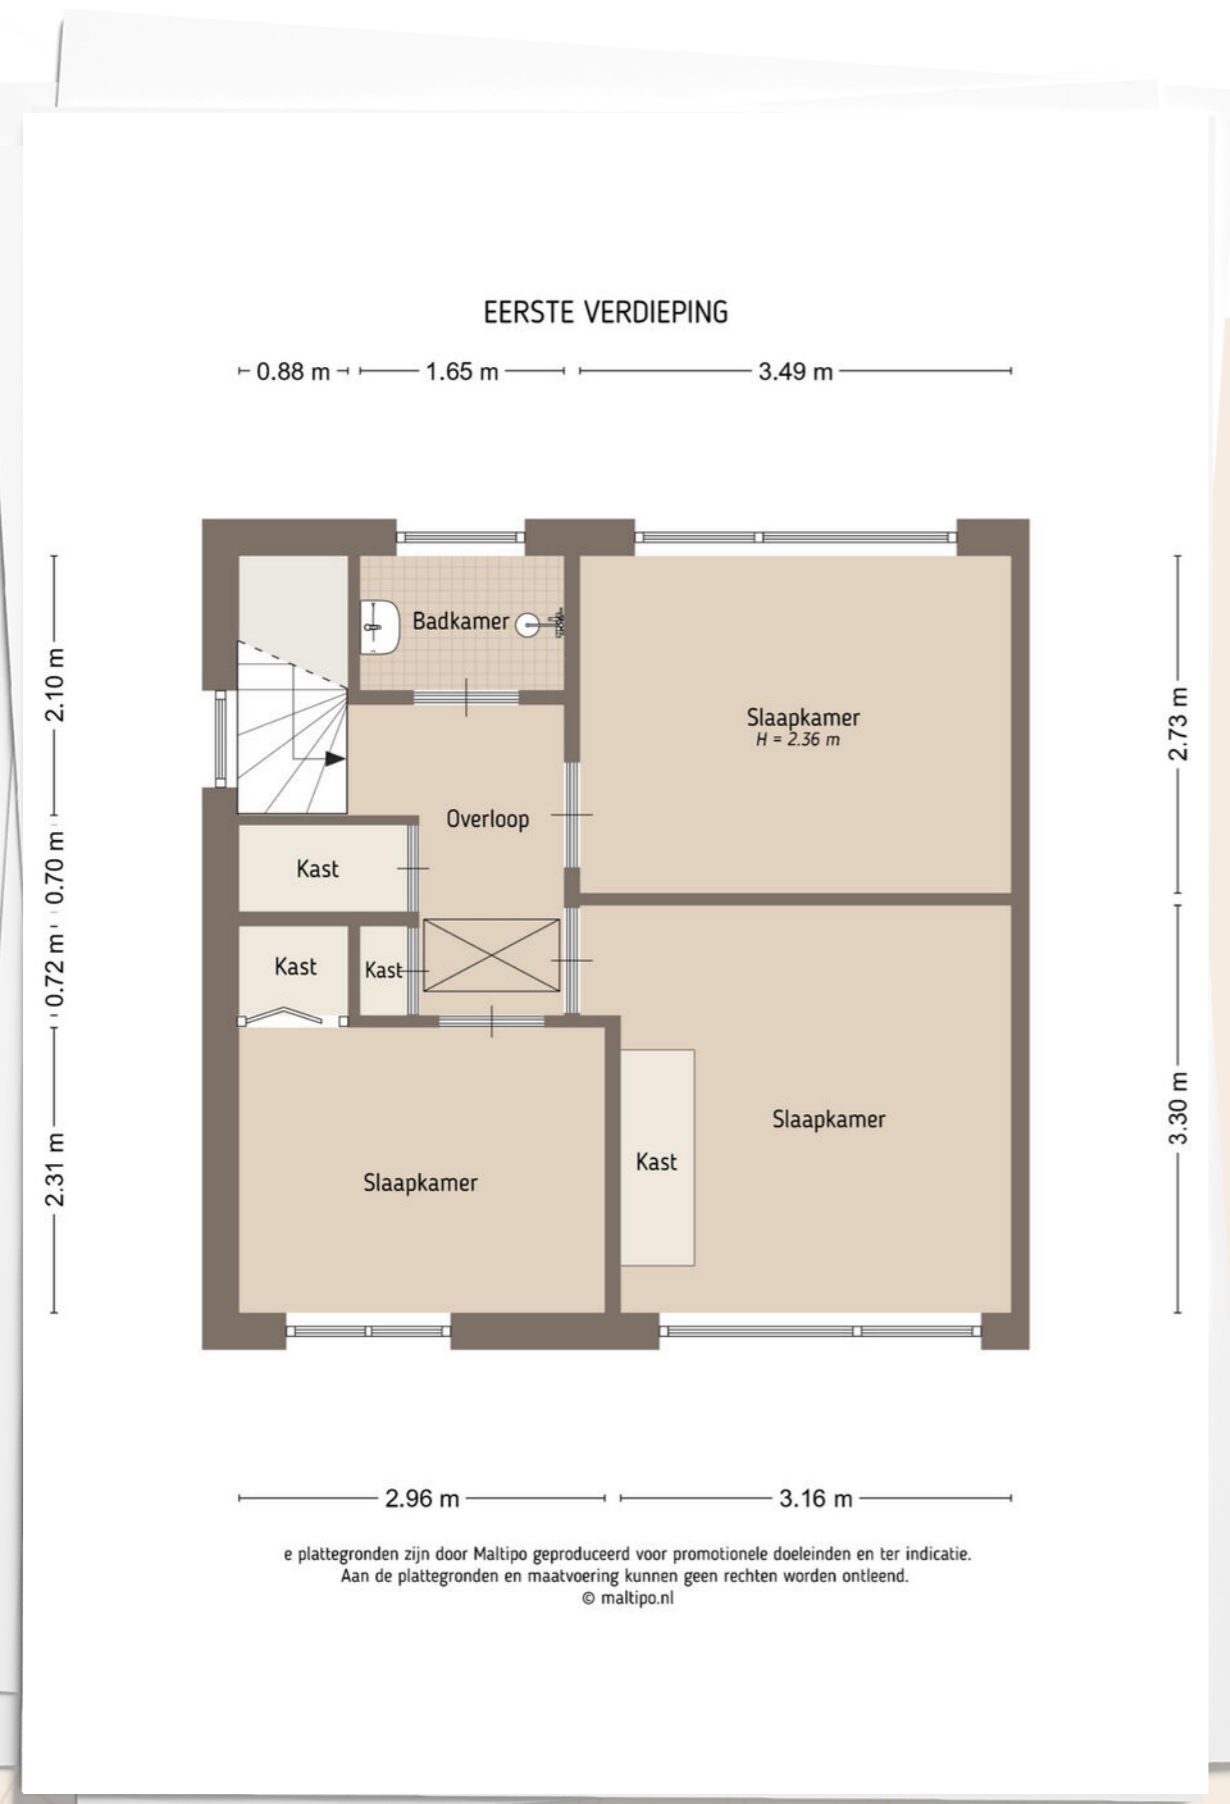 EERSTE VERDIEPING
0.88 m
1.65 m
3.49 m
2.10 m
0.70 m
0.72 m
2.31 m
Badkamer
Slaapkamer
H = 2.36 m
Overloop
Kast
Kast
Kast
Slaapkamer
Kast
Slaapkamer
2.73 m
3.30 m
2.96 m
3.16 m
e plattegronden zijn door Maltipo geproduceerd voor promotionele doeleinden en ter indicatie.
Aan de plattegronden en maatvoering kunnen geen rechten worden ontleend.
© maltipo.nl